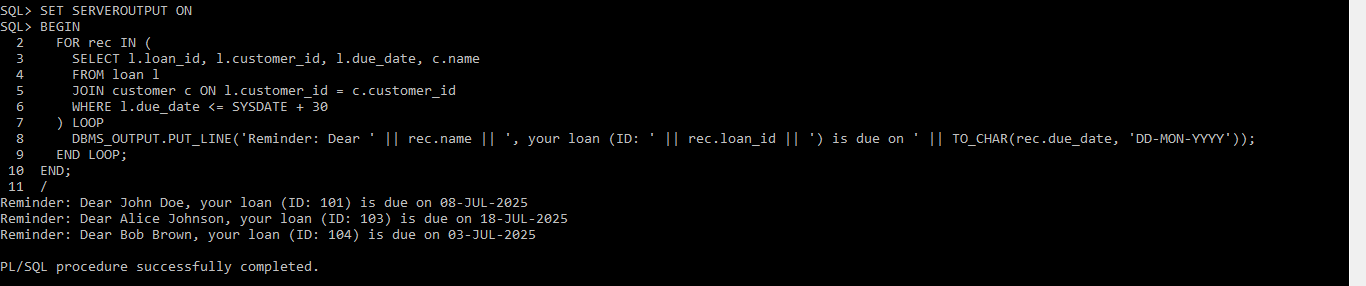 SQL> SET SERVEROUTPUT ON
SQL> BEGIN
  2    FOR rec IN (
  3      SELECT l.loan_id, l.customer_id, l.due_date, c.name
  4      FROM loan l
  5      JOIN customer c ON l.customer_id = c.customer_id
  6      WHERE l.due_date <= SYSDATE + 30
  7    ) LOOP
  8      DBMS_OUTPUT.PUT_LINE('Reminder: Dear ' || rec.name || ', your loan (ID: ' || rec.loan_id || ') is due on ' || TO_CHAR(rec.due_date, 'DD-MON-YYYY'));
  9    END LOOP;
 10  END;
 11  /
Reminder: Dear John Doe, your loan (ID: 101) is due on 08-JUL-2025
Reminder: Dear Alice Johnson, your loan (ID: 103) is due on 18-JUL-2025
Reminder: Dear Bob Brown, your loan (ID: 104) is due on 03-JUL-2025
PL/SQL procedure successfully completed.